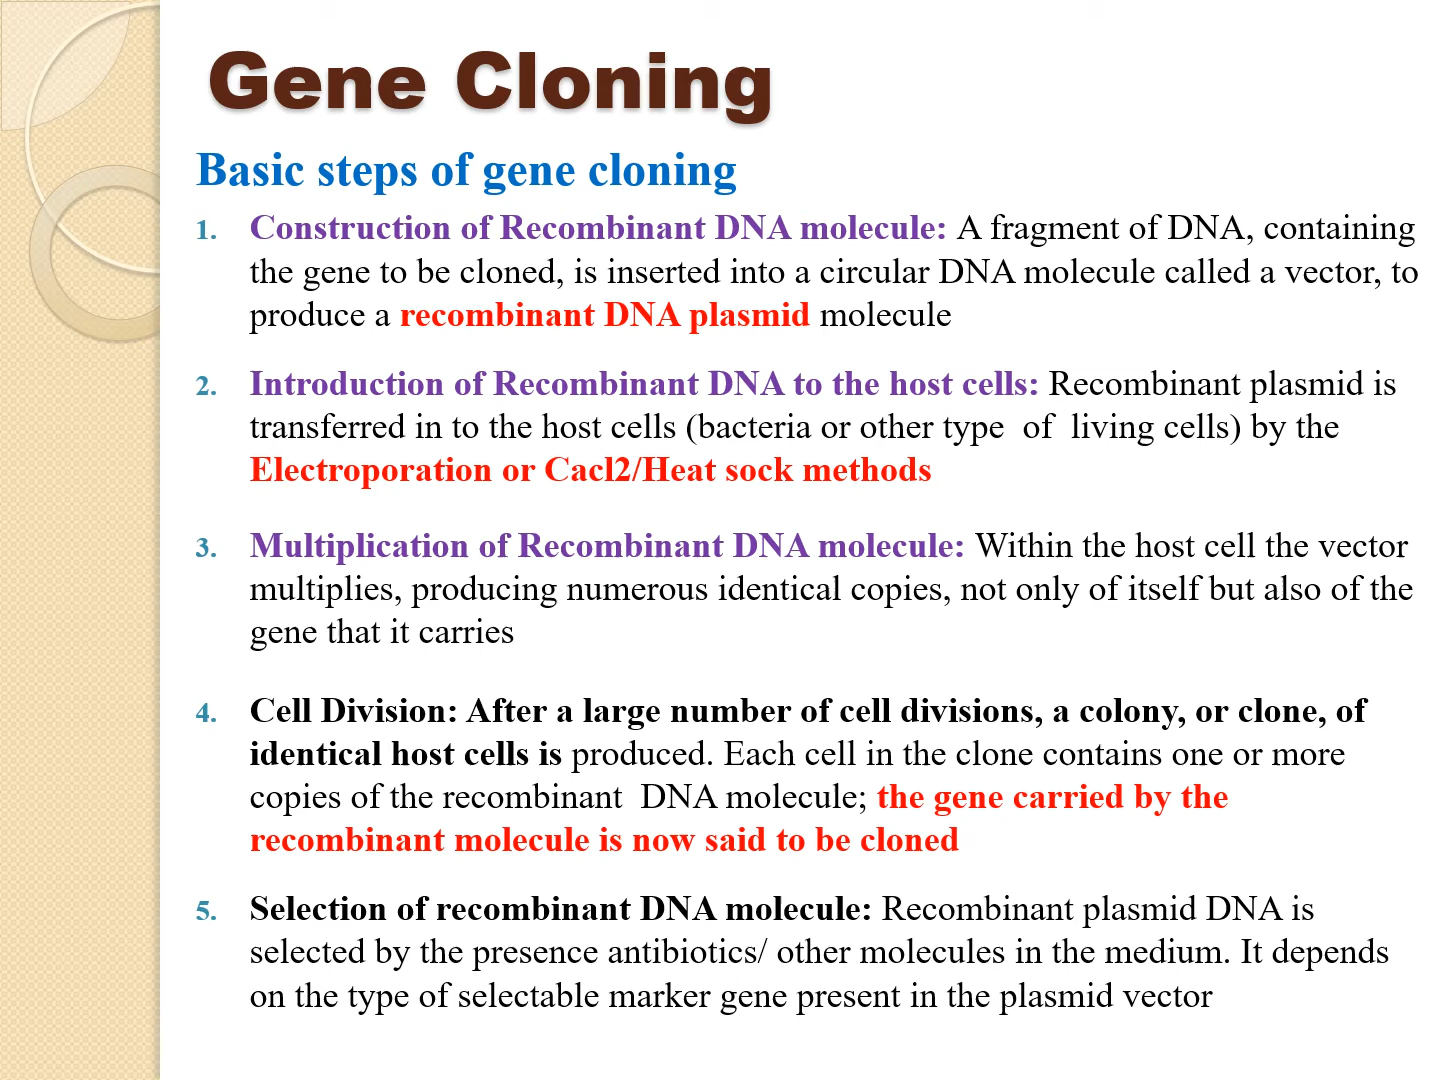 Gene Cloning
Basic steps of gene cloning
1. Construction of Recombinant DNA molecule: A fragment of DNA, containing
the gene to be cloned, is inserted into a circular DNA molecule called a vector, to
produce a recombinant DNA plasmid molecule
2. Introduction of Recombinant DNA to the host cells: Recombinant plasmid is
transferred in to the host cells (bacteria or other type of living cells) by the
Electroporation or Cacl2/Heat sock methods
3. Multiplication of Recombinant DNA molecule: Within the host cell the vector
multiplies, producing numerous identical copies, not only of itself but also of the
gene that it carries
4. Cell Division: After a large number of cell divisions, a colony, or clone, of
identical host cells is produced. Each cell in the clone contains one or more
copies of the recombinant DNA molecule; the gene carried by the
recombinant molecule is now said to be cloned
5. Selection of recombinant DNA molecule: Recombinant plasmid DNA is
selected by the presence antibiotics/ other molecules in the medium. It depends
on the type of selectable marker gene present in the plasmid vector